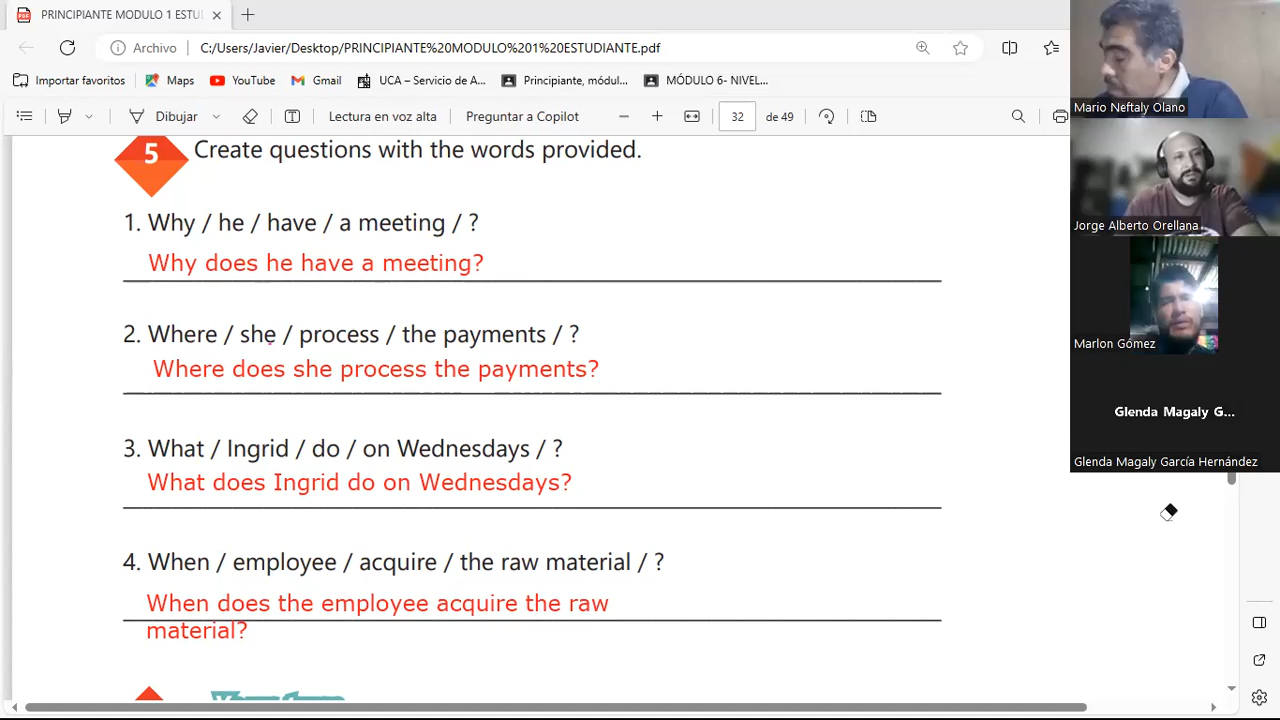 PRINCIPIANTE MODULO 1 ESTUD
Archivo C:/Users/Javier/Desktop/PRINCIPIANTE%20MODULO%201%20ESTUDIANTE.pdf
Importar favoritos Maps YouTube Gmail UCA – Servicio de A... Principiante, módul... MÓDULO 6- NIVEL...
Dibujar Lectura en voz alta Preguntar a Copilot 32 de 49
5 Create questions with the words provided.
1. Why / he / have / a meeting / ?
Why does he have a meeting?
2. Where / she / process / the payments / ?
Where does she process the payments?
3. What / Ingrid / do / on Wednesdays / ?
What does Ingrid do on Wednesdays?
4. When / employee / acquire / the raw material / ?
When does the employee acquire the raw
material?
Mario Neftaly Olano
Jorge Alberto Orellana
Marlon Gómez
Glenda Magaly G...
Glenda Magaly García Hernández